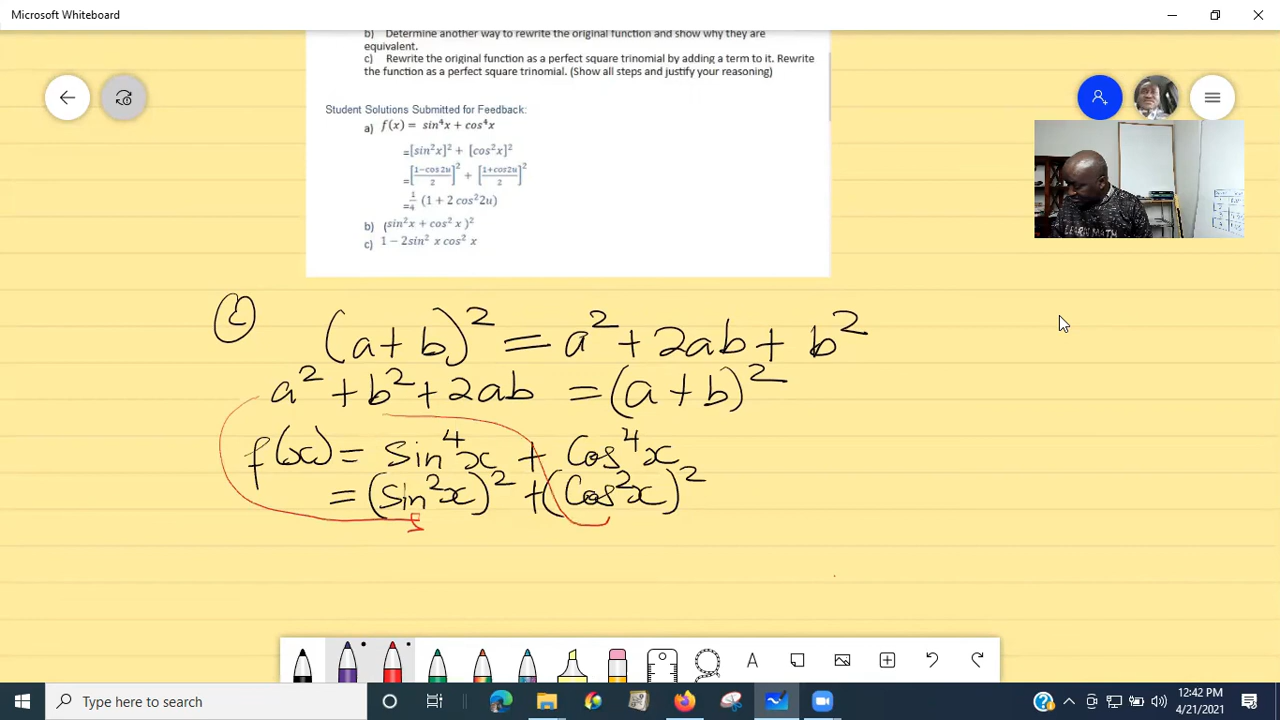 Microsoft Whiteboard
b) Determine another way to rewrite the original function and show why they are
equivalent.
c) Rewrite the original function as a perfect square trinomial by adding a term to it. Rewrite
the function as a perfect square trinomial. (Show all steps and justify your reasoning)
Student Solutions Submitted for Feedback:
a) f(x) = sin⁴x + cos⁴x
=[sin²x]² + [cos²x]²
=[(1−cos2u)/2]² + [(1+cos2u)/2]²
=1/4 (1 + 2 cos²2u)
b) (sin²x + cos² x )²
c) 1 − 2sin² x cos² x
LEARN MATH
c (a+b)² = a² + 2ab + b²
a² + b² + 2ab = (a+b)²
f(x) = sin⁴x + Cos⁴x
= (sin²x)² + (Cos²x)²
A
Type here to search
12:42 PM
4/21/2021